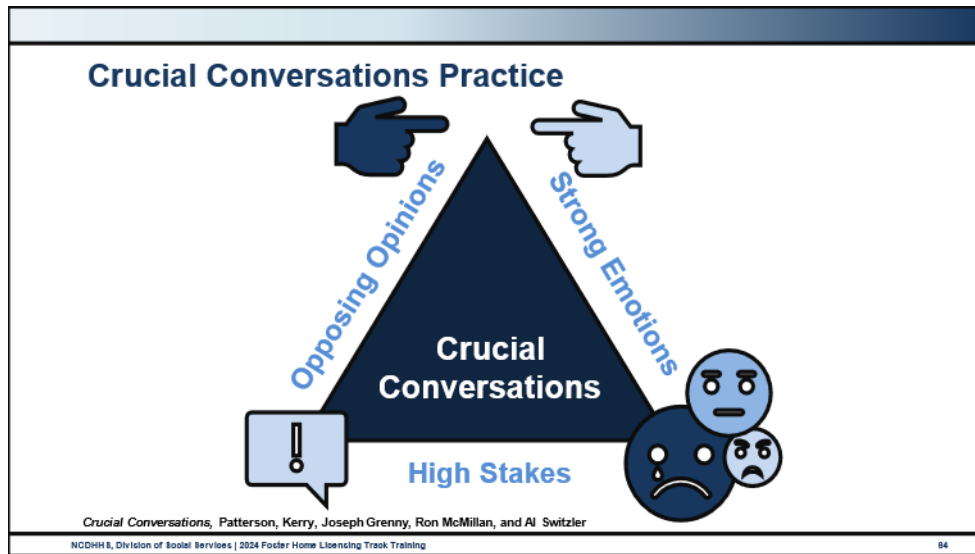 Crucial Conversations Practice
Opposing Opinions
Strong Emotions
Crucial
Conversations
High Stakes
Crucial Conversations, Patterson, Kerry, Joseph Grenny, Ron McMillan, and Al Switzler
NCDHHS, Division of Social Services | 2024 Foster Home Licensing Track Training
64